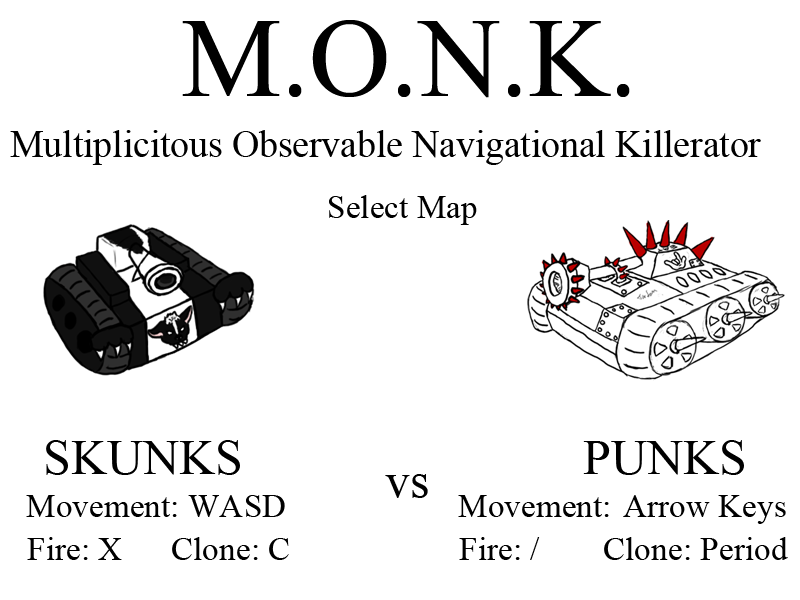 M.O.N.K.
Multiplicitous Observable Navigational Killerator
Select Map
SKUNKS
vs
PUNKS
Movement: WASD
Movement: Arrow Keys
Fire: X Clone: C
Fire: / Clone: Period